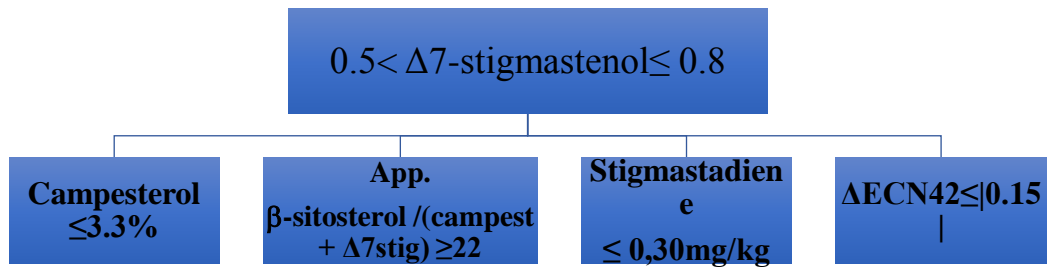 0.5< Δ7-stigmastenol≤ 0.8
Campesterol
≤3.3%
App.
β-sitosterol /(campest
+ Δ7stig) ≥22
Stigmastadien
e
≤ 0,30mg/kg
ΔECN42≤|0.15
|